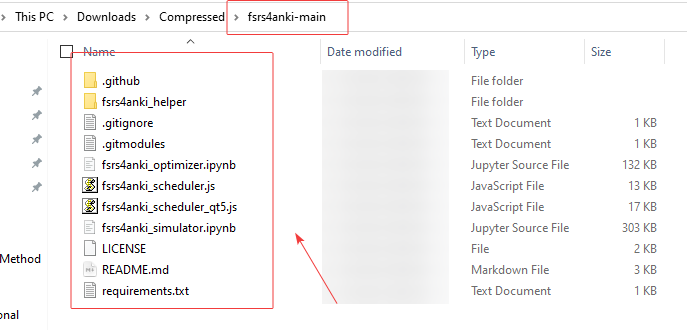 This PC > Downloads > Compressed > fsrs4anki-main
Name Date modified Type Size
.github File folder
fsrs4anki_helper File folder
.gitignore Text Document 1 KB
.gitmodules Text Document 1 KB
fsrs4anki_optimizer.ipynb Jupyter Source File 132 KB
fsrs4anki_scheduler.js JavaScript File 13 KB
fsrs4anki_scheduler_qt5.js JavaScript File 17 KB
fsrs4anki_simulator.ipynb Jupyter Source File 303 KB
LICENSE File 2 KB
Method
README.md Markdown File 3 KB
requirements.txt Text Document 1 KB
onal